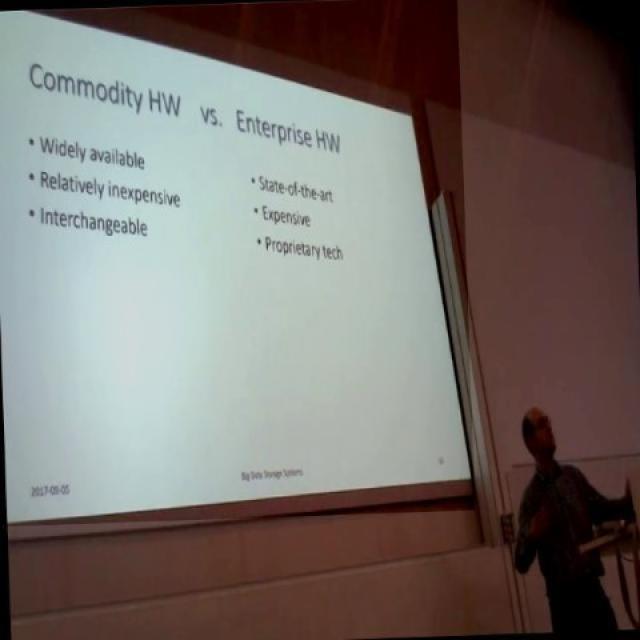 Commodity HW vs. Enterprise HW
• Widely available
• Relatively inexpensive
• Interchangeable
• State-of-the-art
• Expensive
• Proprietary tech
2017-09-05
Big Data Storage Systems